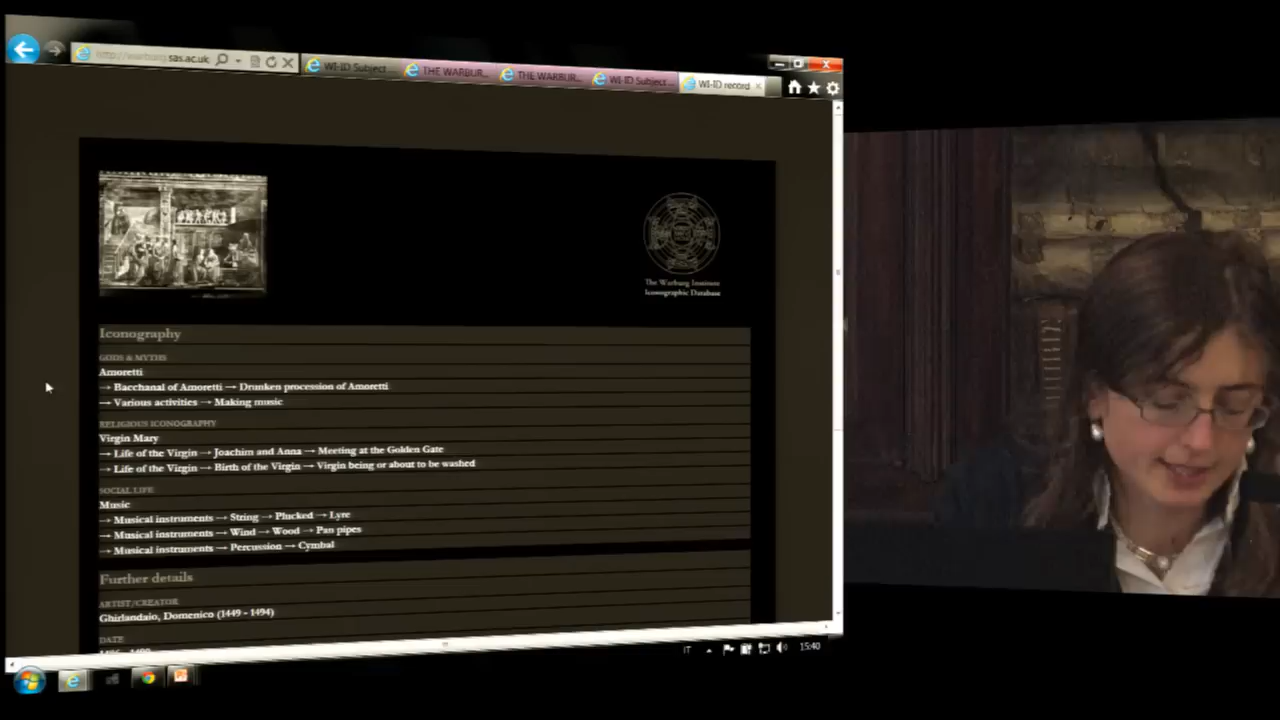 sas.ac.uk
WI-ID Subject
THE WARBUR...
THE WARBUR...
WI-ID Subject...
WI-ID record
The Warburg Institute
Iconographic Database
Iconography
GODS & MYTHS
Amoretti
→ Bacchanal of Amoretti → Drunken procession of Amoretti
→ Various activities → Making music
RELIGIOUS ICONOGRAPHY
Virgin Mary
→ Life of the Virgin → Joachim and Anna → Meeting at the Golden Gate
→ Life of the Virgin → Birth of the Virgin → Virgin being or about to be washed
SOCIAL LIFE
Music
→ Musical instruments → String → Plucked → Lyre
→ Musical instruments → Wind → Wood → Pan pipes
→ Musical instruments → Percussion → Cymbal
Further details
ARTIST/CREATOR
Ghirlandaio, Domenico (1449 - 1494)
DATE
IT
15:40